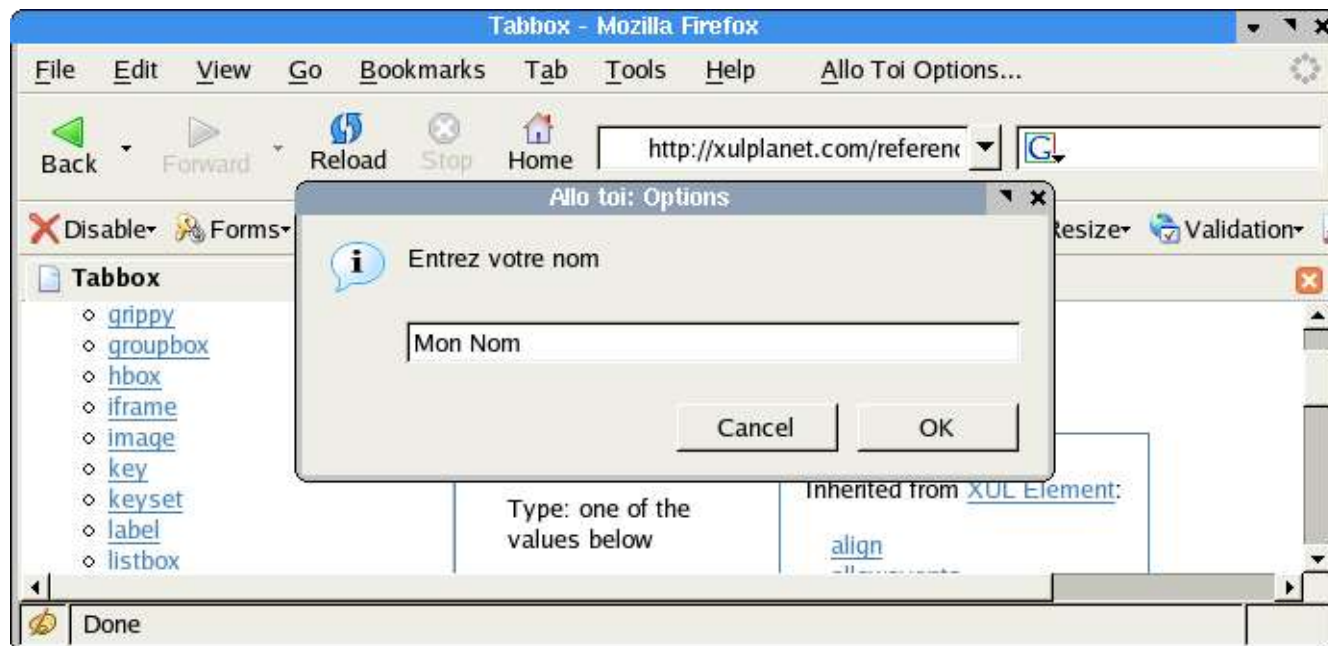 Tabbox - Mozilla Firefox
File Edit View Go Bookmarks Tab Tools Help Allo Toi Options...
Back Forward Reload Stop Home http://xulplanet.com/referenc G
Allo toi: Options
Disable Forms Resize Validation
Entrez votre nom
Tabbox
Mon Nom
Cancel OK
grippy
groupbox
hbox
iframe
image
key
keyset
label
listbox
Type: one of the
values below
Inherited from XUL Element:
align
Done